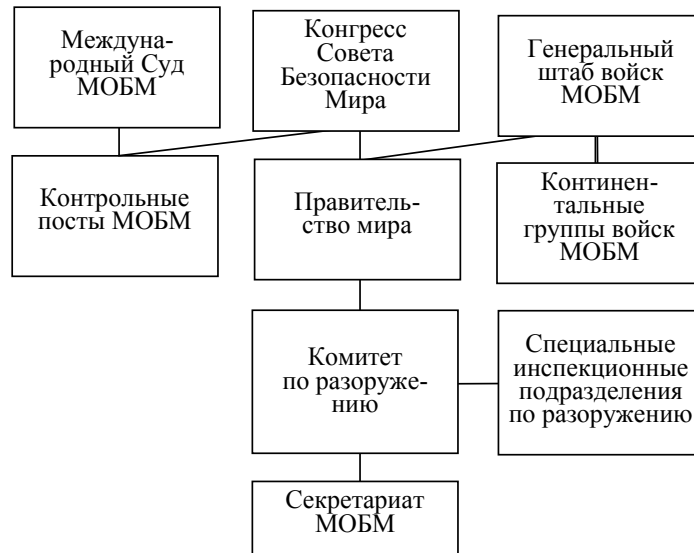 Междуна-
родный Суд
МОБМ
Конгресс
Совета
Безопасности
Мира
Генеральный
штаб войск
МОБМ
Контрольные
посты МОБМ
Правитель-
ство мира
Континен-
тальные
группы войск
МОБМ
Комитет
по разоруже-
нию
Специальные
инспекционные
подразделения
по разоружению
Секретариат
МОБМ